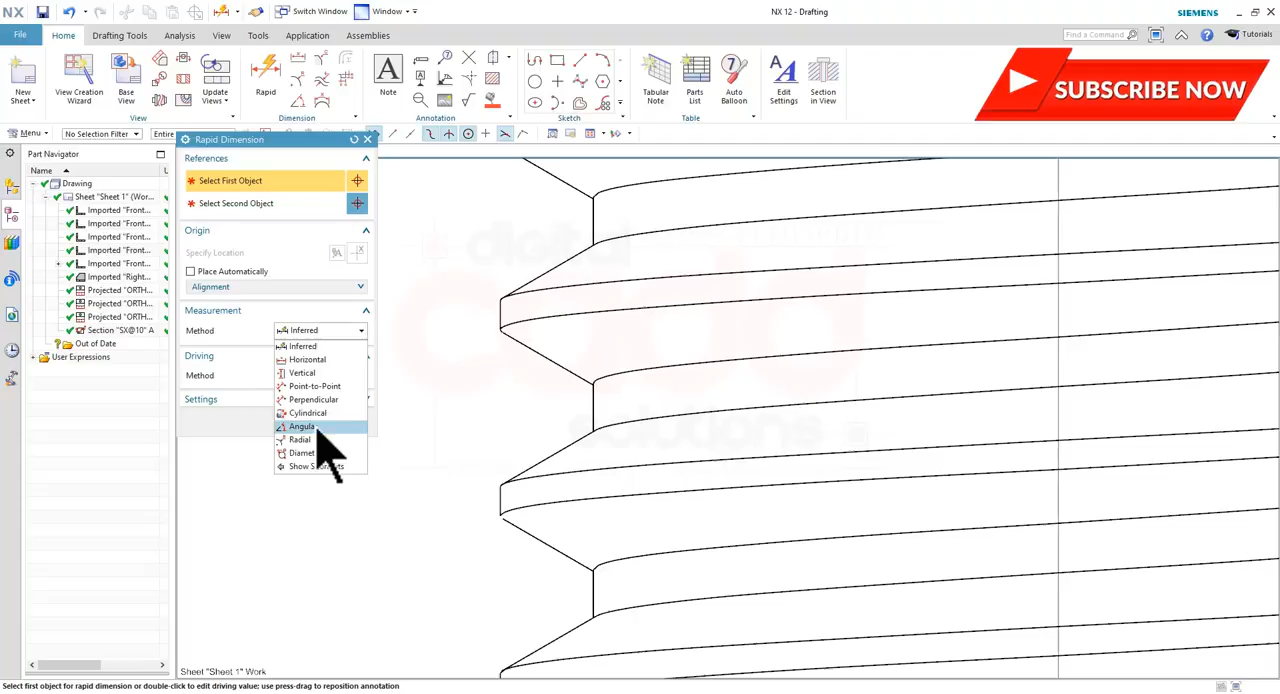 NX
Switch Window
Window
NX 12 - Drafting
SIEMENS
File
Home
Drafting Tools
Analysis
View
Tools
Application
Assemblies
Find a Command
Tutorials
New
Sheet
View Creation
Wizard
Base
View
Update
Views
Rapid
Note
Tabular
Note
Parts
List
Auto
Balloon
Edit
Settings
Section
in View
View
Dimension
Annotation
Sketch
Table
SUBSCRIBE NOW
Menu
No Selection Filter
Entire
Part Navigator
Name
Drawing
Sheet "Sheet 1" (Wor...
Imported "Front...
Imported "Front...
Imported "Front...
Imported "Front...
Imported "Front...
Imported "Right...
Projected "ORTH...
Projected "ORTH...
Projected "ORTH...
Section "SX@10" A
Out of Date
User Expressions
Rapid Dimension
References
Select First Object
Select Second Object
Origin
Specify Location
Place Automatically
Alignment
Measurement
Method
Inferred
Inferred
Horizontal
Vertical
Point-to-Point
Perpendicular
Cylindrical
Angula
Radial
Diamet
Driving
Method
Settings
digital
cadd
solutions
Sheet "Sheet 1" Work
Select first object for rapid dimension or double-click to edit driving value; use press-drag to reposition annotation